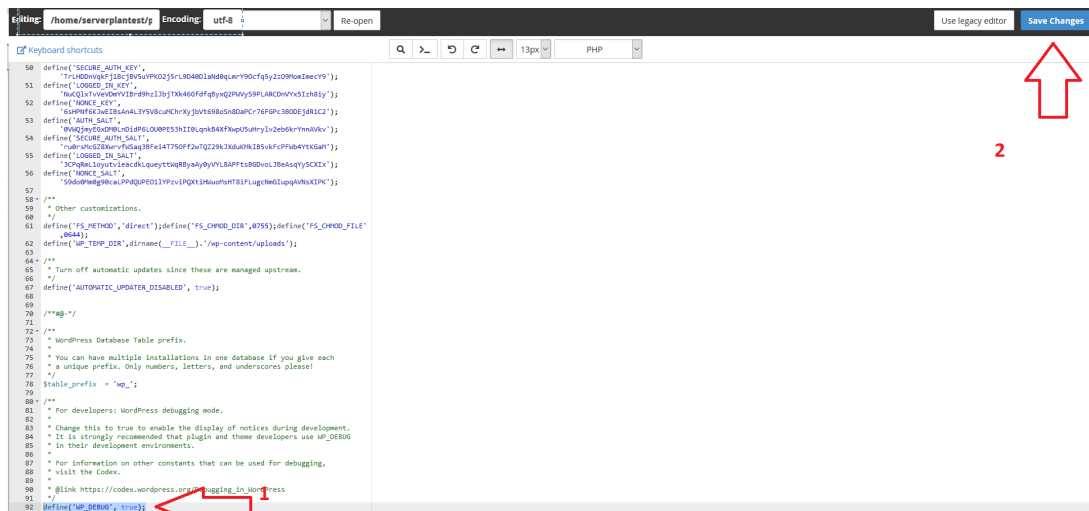 Editing: /home/serverplantest/p Encoding: utf-8 Re-open Use legacy editor Save Changes
Keyboard shortcuts 13px PHP
50 define('SECURE_AUTH_KEY',
51 define('LOGGED_IN_KEY',
52 define('NONCE_KEY',
53 define('AUTH_SALT',
54 define('SECURE_AUTH_SALT',
55 define('LOGGED_IN_SALT',
56 define('NONCE_SALT',
57
58 /**
59 * Other customizations.
60 */
61 define('FS_METHOD','direct');define('FS_CHMOD_DIR',0755);define('FS_CHMOD_FILE'
,0644);
62 define('WP_TEMP_DIR',dirname(__FILE__).'/wp-content/uploads');
63
64 /**
65 * Turn off automatic updates since these are managed upstream.
66 */
67 define('AUTOMATIC_UPDATER_DISABLED', true);
68
69
70 /**#@-*/
71
72 /**
73 * WordPress Database Table prefix.
74 *
75 * You can have multiple installations in one database if you give each
76 * a unique prefix. Only numbers, letters, and underscores please!
77 */
78 $table_prefix = 'wp_';
79
80 /**
81 * For developers: WordPress debugging mode.
82 *
83 * Change this to true to enable the display of notices during development.
84 * It is strongly recommended that plugin and theme developers use WP_DEBUG
85 * in their development environments.
86 *
87 * For information on other constants that can be used for debugging,
88 * visit the Codex.
89 *
90 * @link https://codex.wordpress.org/Debugging_in_WordPress
91 */
92 define('WP_DEBUG', true);
1
2